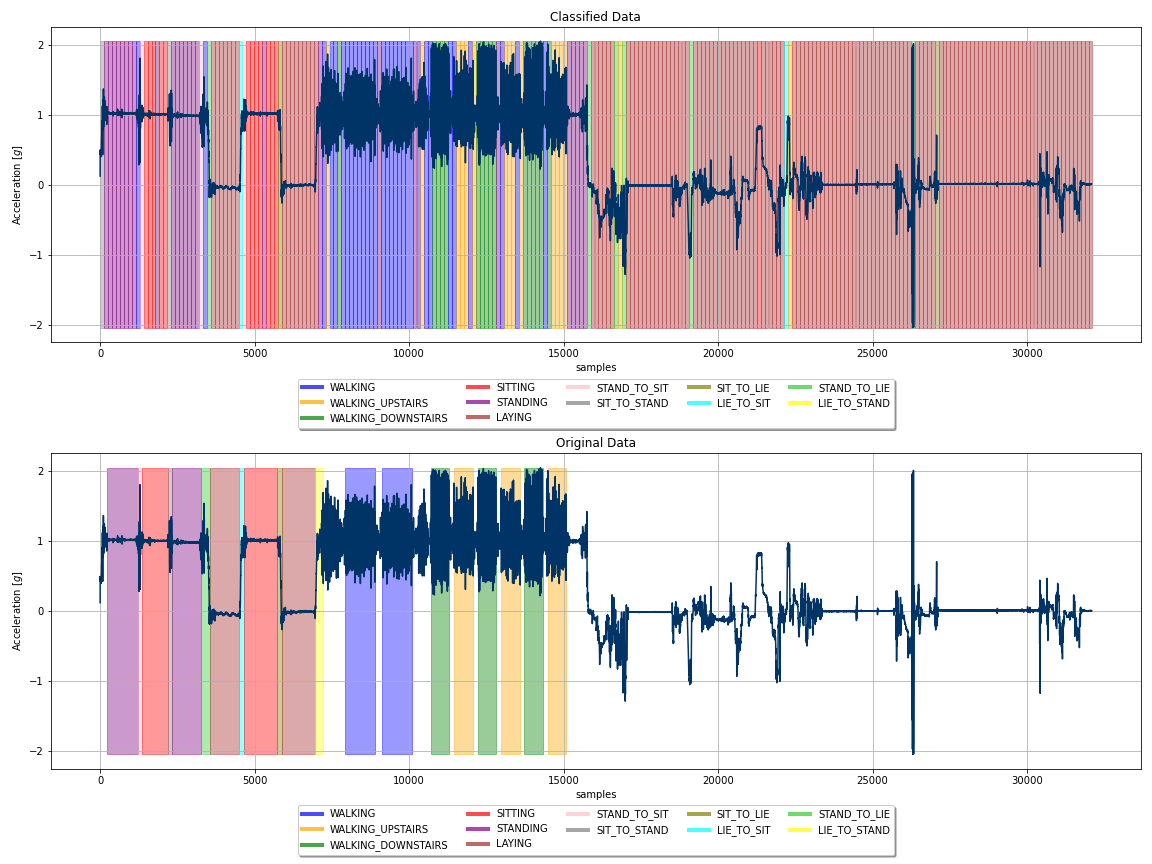 Classified Data
2
1
0
−1
−2
Acceleration [g]
0 5000 10000 15000 20000 25000 30000
samples
WALKING SITTING STAND_TO_SIT SIT_TO_LIE STAND_TO_LIE
WALKING_UPSTAIRS STANDING SIT_TO_STAND LIE_TO_SIT LIE_TO_STAND
WALKING_DOWNSTAIRS LAYING
Original Data
2
1
0
−1
−2
Acceleration [g]
0 5000 10000 15000 20000 25000 30000
samples
WALKING SITTING STAND_TO_SIT SIT_TO_LIE STAND_TO_LIE
WALKING_UPSTAIRS STANDING SIT_TO_STAND LIE_TO_SIT LIE_TO_STAND
WALKING_DOWNSTAIRS LAYING